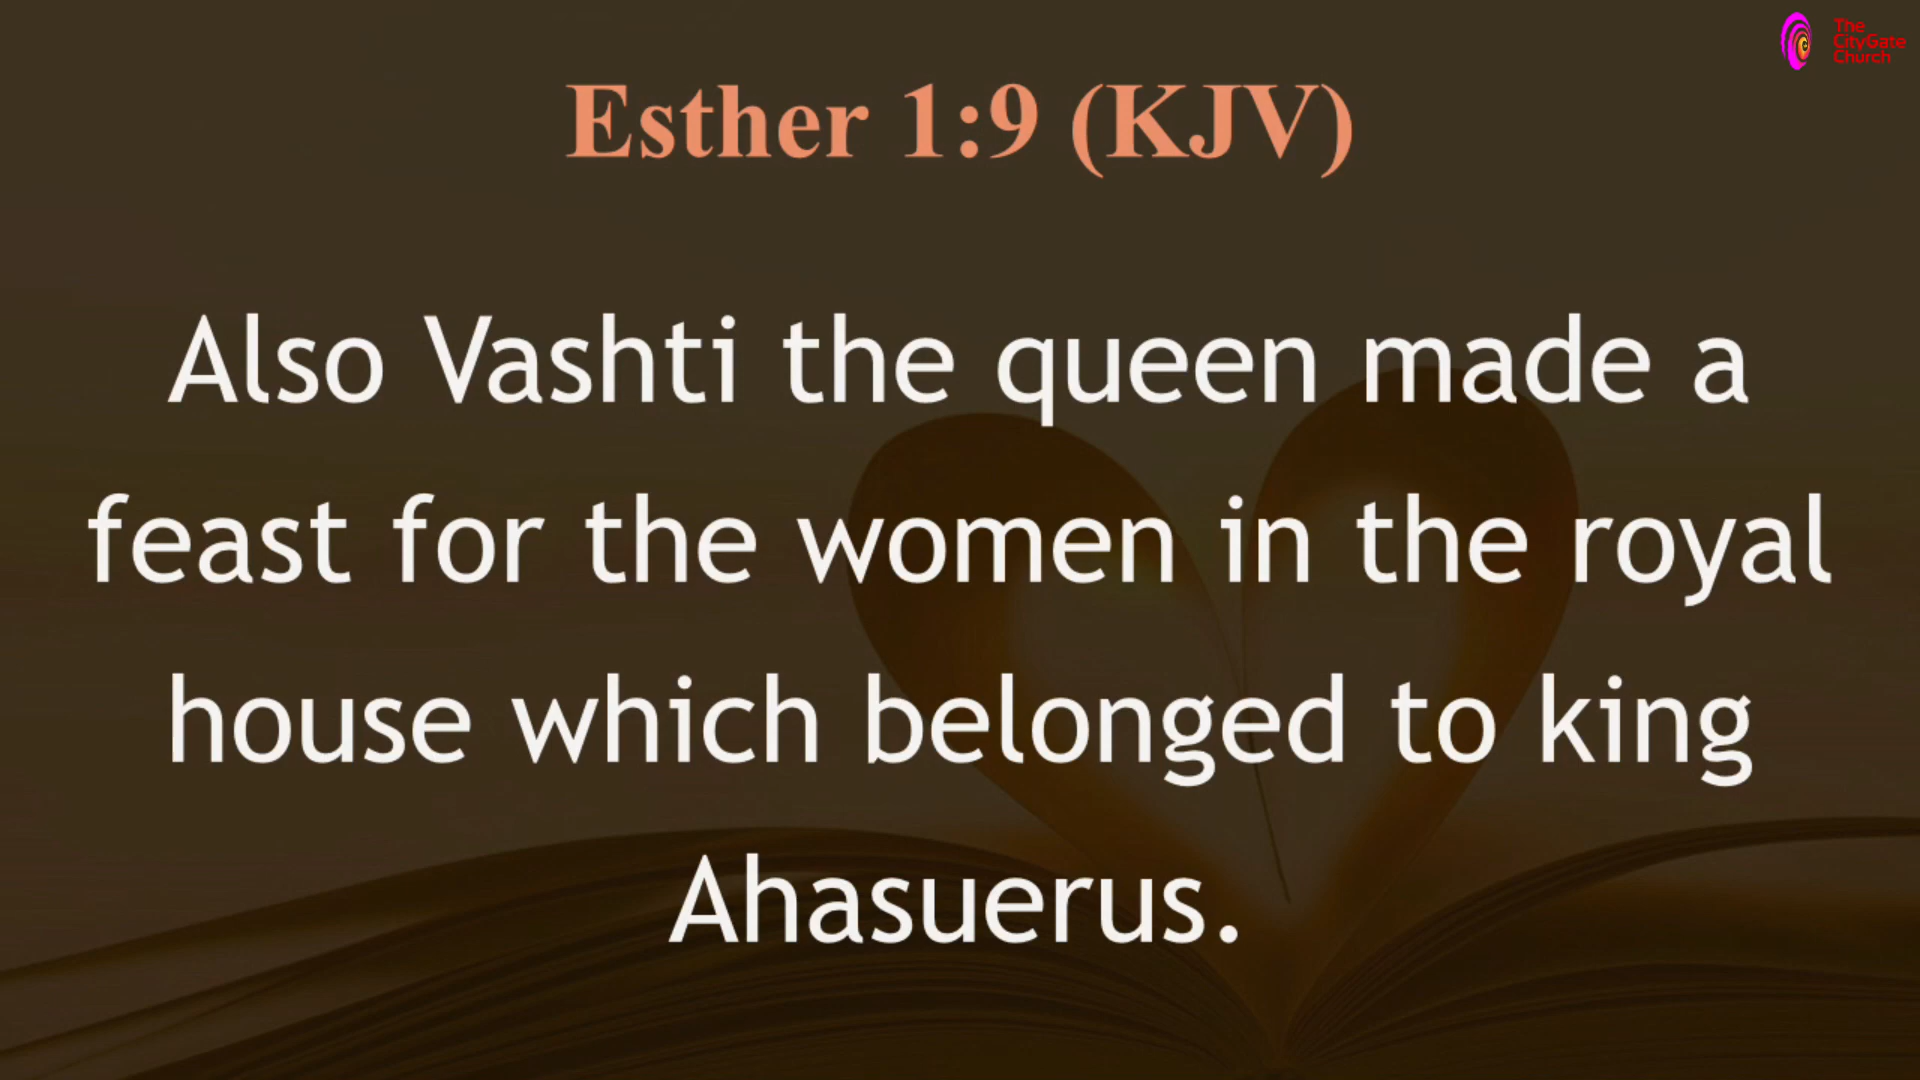 The
CityGate
Church
Esther 1:9 (KJV)
Also Vashti the queen made a
feast for the women in the royal
house which belonged to king
Ahasuerus.